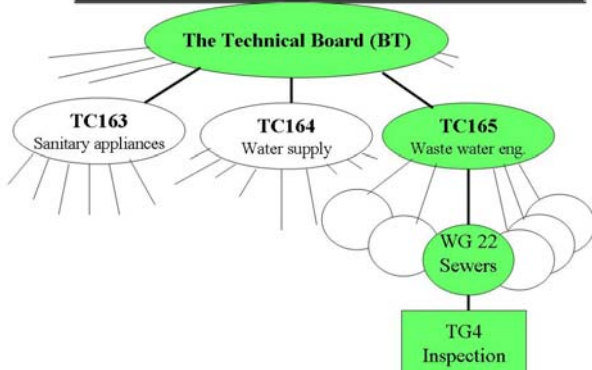 The Technical Board (BT)
TC163
Sanitary appliances
TC164
Water supply
TC165
Waste water eng.
WG 22
Sewers
TG4
Inspection